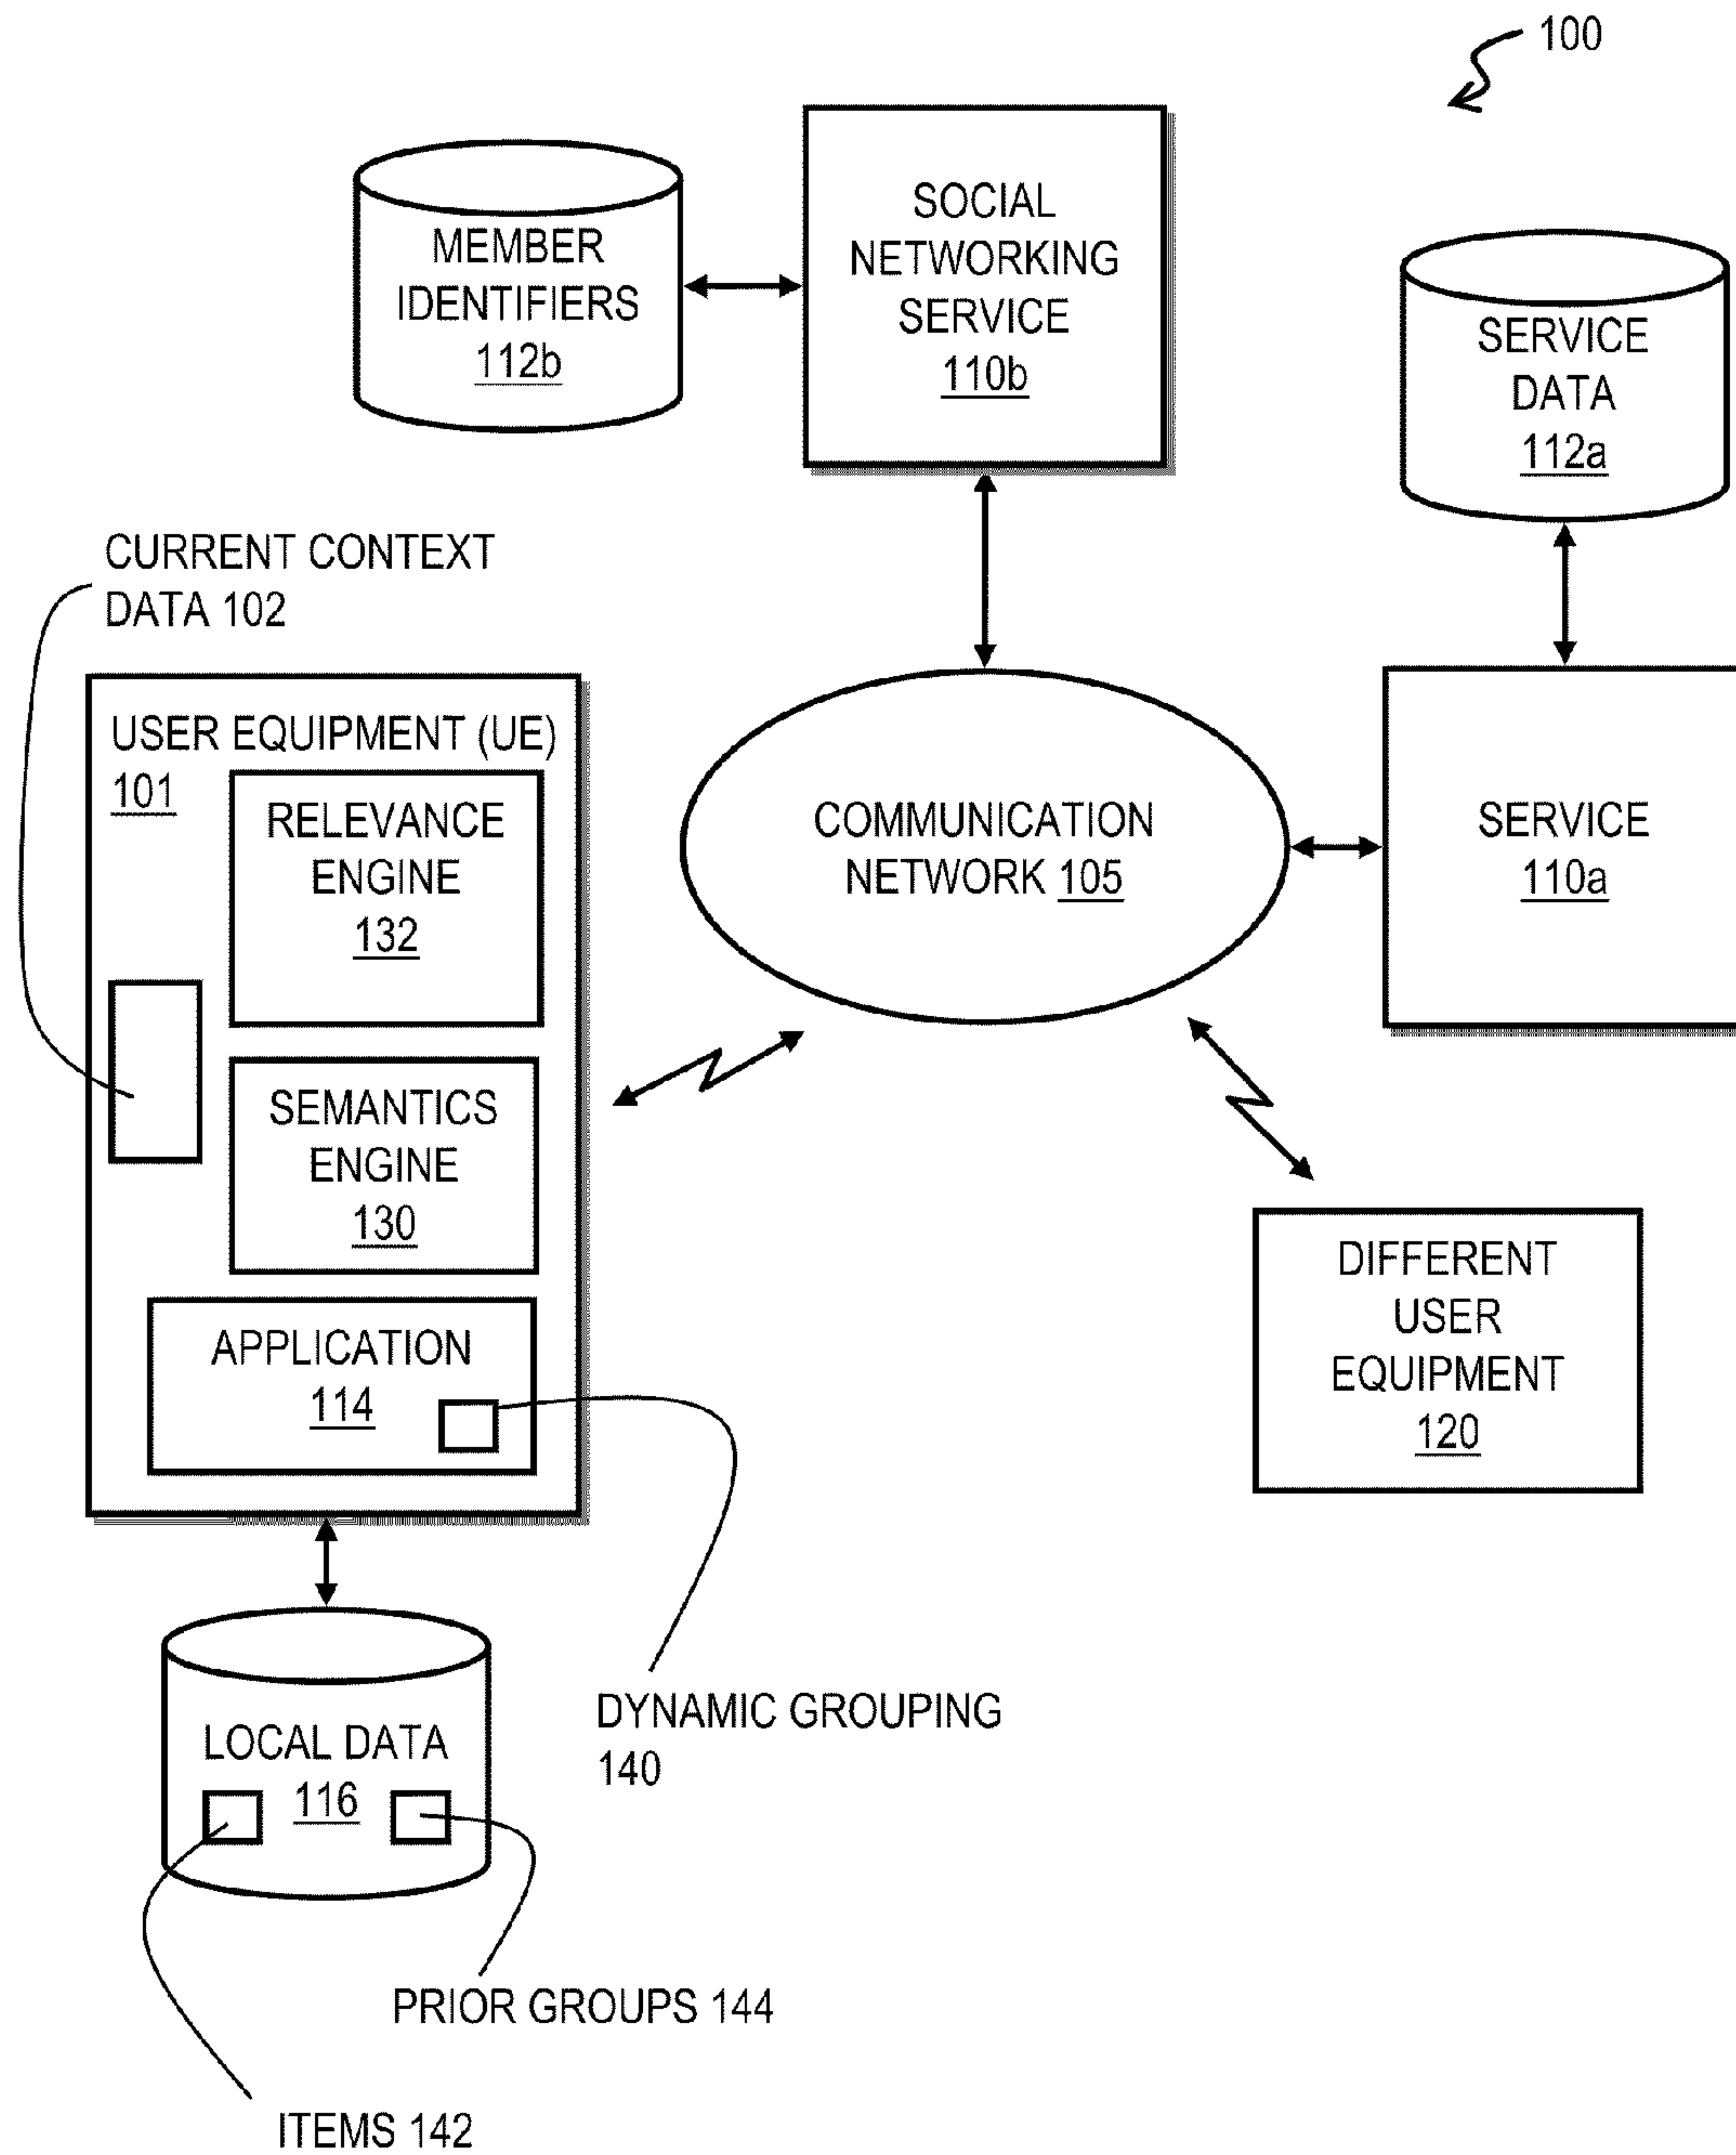 100
SOCIAL
NETWORKING
SERVICE
110b
MEMBER
IDENTIFIERS
112b
SERVICE
DATA
112a
CURRENT CONTEXT
DATA 102
USER EQUIPMENT (UE)
101
RELEVANCE
ENGINE
132
COMMUNICATION
NETWORK 105
SERVICE
110a
SEMANTICS
ENGINE
130
DIFFERENT
USER
EQUIPMENT
120
APPLICATION
114
DYNAMIC GROUPING
140
LOCAL DATA
116
PRIOR GROUPS 144
ITEMS 142